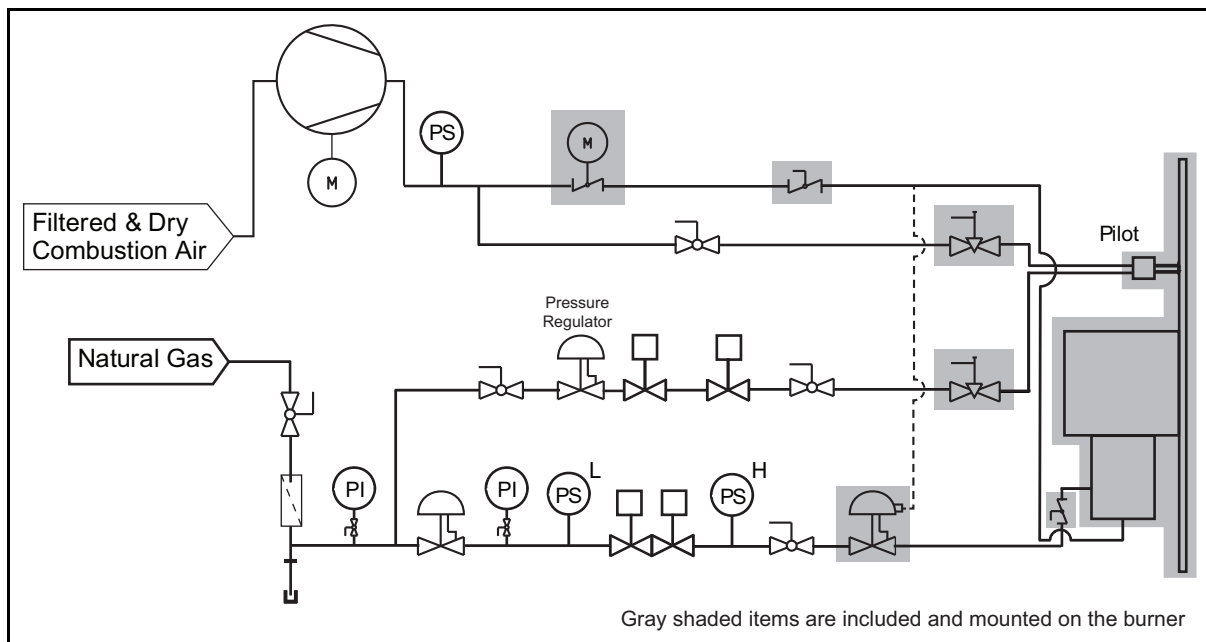 PS
M
M
Filtered & Dry
Combustion Air
Pilot
Pressure
Regulator
Natural Gas
PI
PI
PS
L
PS
H
Gray shaded items are included and mounted on the burner